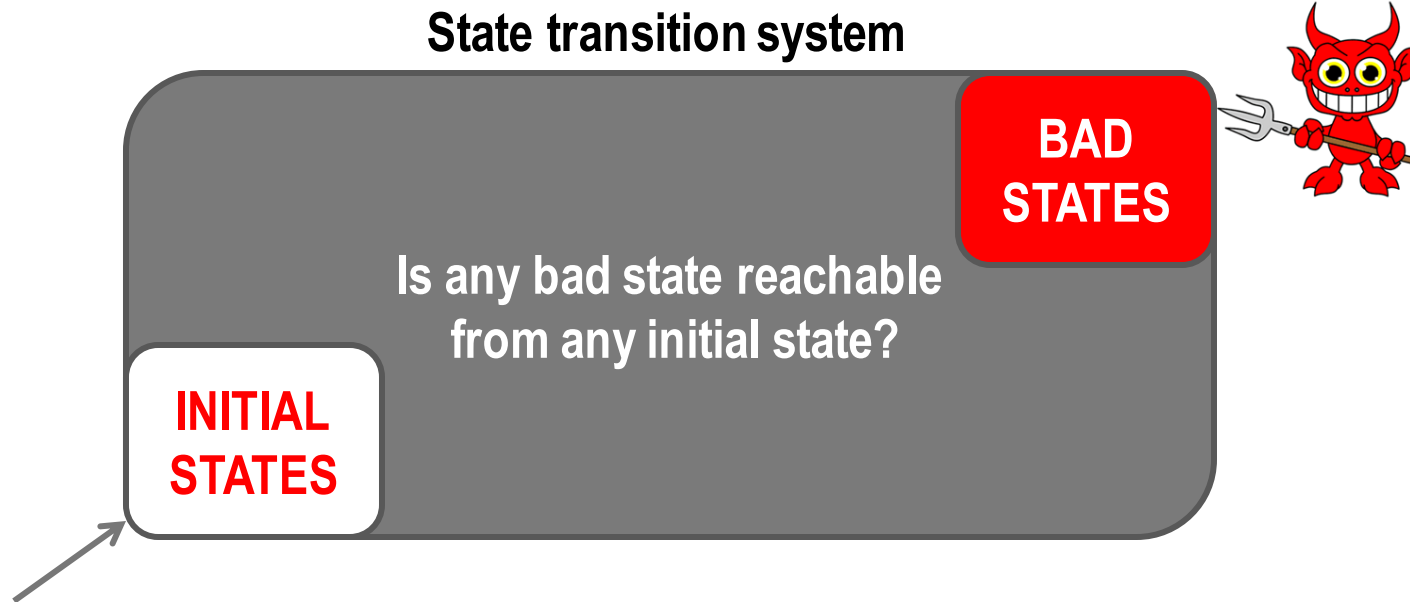 State transition system
BAD
STATES
Is any bad state reachable
from any initial state?
INITIAL
STATES